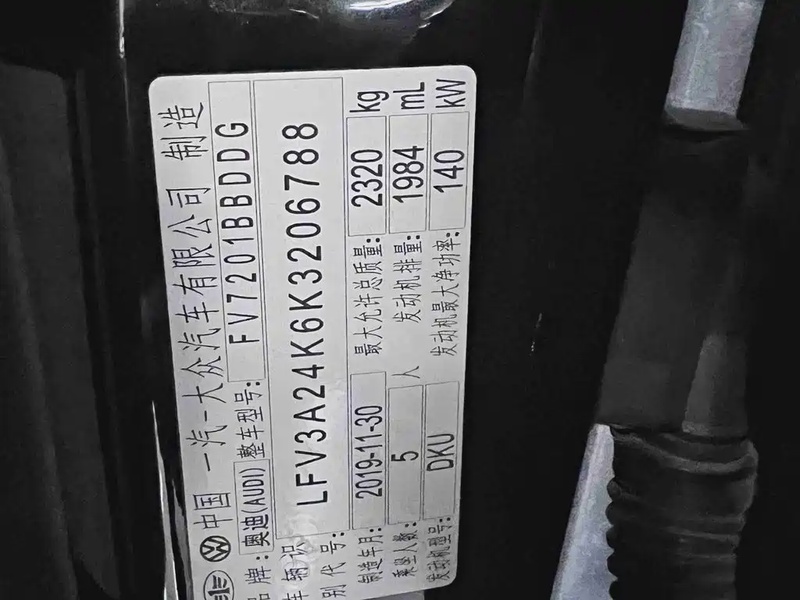 中国 一汽-大众汽车有限公司 制造
品牌:奥迪(AUDI) 整车型号:FV7201BBDDG
车辆识别代号: LFV3A24K6K3206788
制造年月: 2019-11-30 最大允许总质量: 2320 kg
乘坐人数: 5 人 发动机排量: 1984 mL
发动机型号: DKU 发动机最大净功率: 140 kW